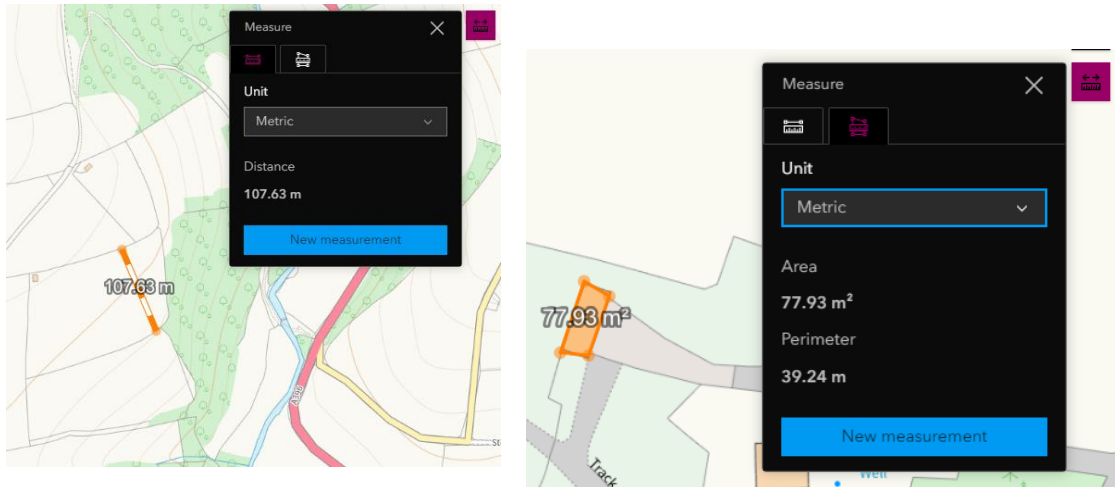 Measure
Unit
Metric
Distance
107.63 m
New measurement
107.63 m
A396
St
Measure
Unit
Metric
Area
77.93 m²
Perimeter
39.24 m
New measurement
77.93 m²
Track
Well